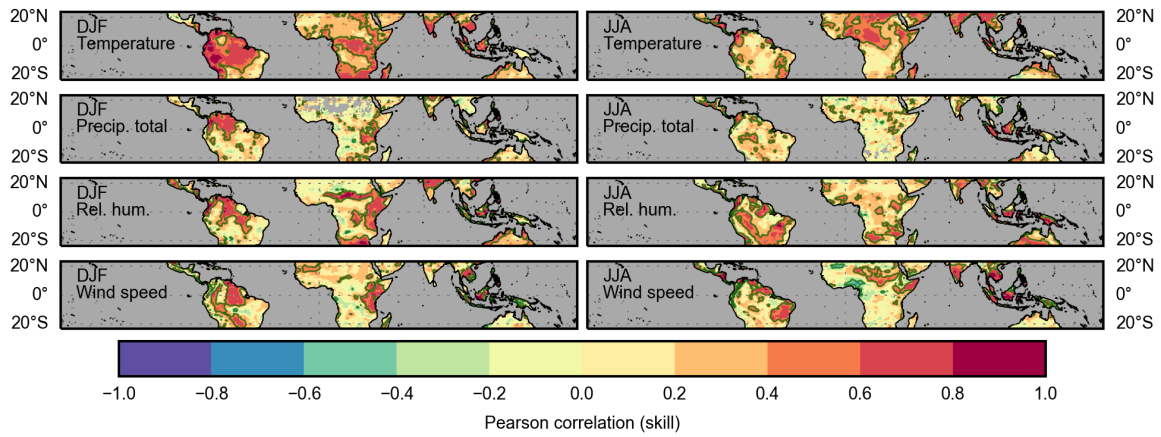 20°N DJF Temperature JJA Temperature 20°N
0° 0°
20°S 20°S
20°N DJF Precip. total JJA Precip. total 20°N
0° 0°
20°S 20°S
20°N DJF Rel. hum. JJA Rel. hum. 20°N
0° 0°
20°S 20°S
20°N DJF Wind speed JJA Wind speed 20°N
0° 0°
20°S 20°S
−1.0 −0.8 −0.6 −0.4 −0.2 0.0 0.2 0.4 0.6 0.8 1.0
Pearson correlation (skill)